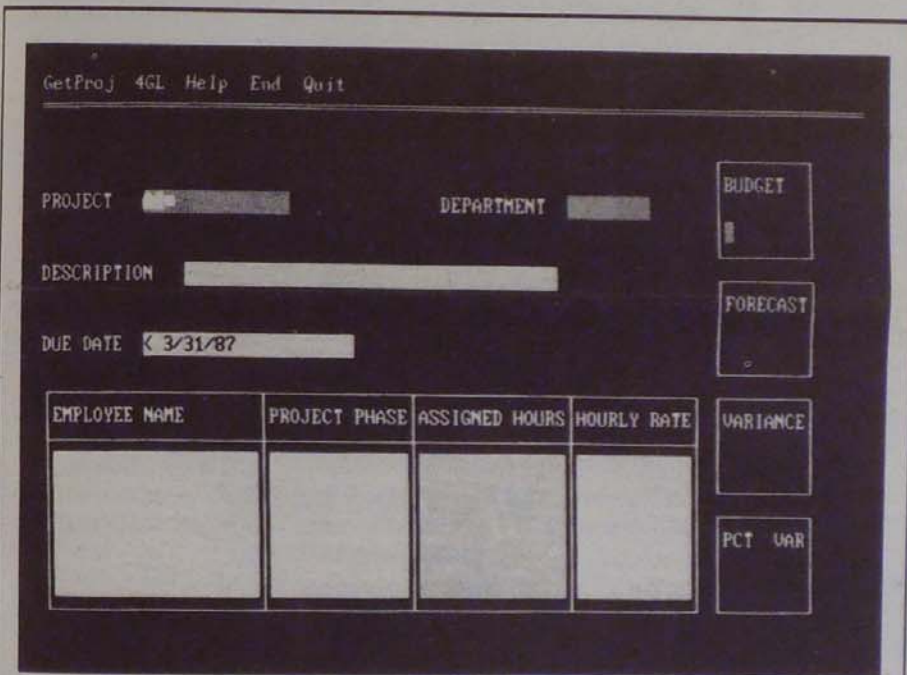 GetProj 4GL Help End Quit
PROJECT
DEPARTMENT
BUDGET
DESCRIPTION
FORECAST
DUE DATE < 3/31/87
EMPLOYEE NAME PROJECT PHASE ASSIGNED HOURS HOURLY RATE
VARIANCE
PCT VAR